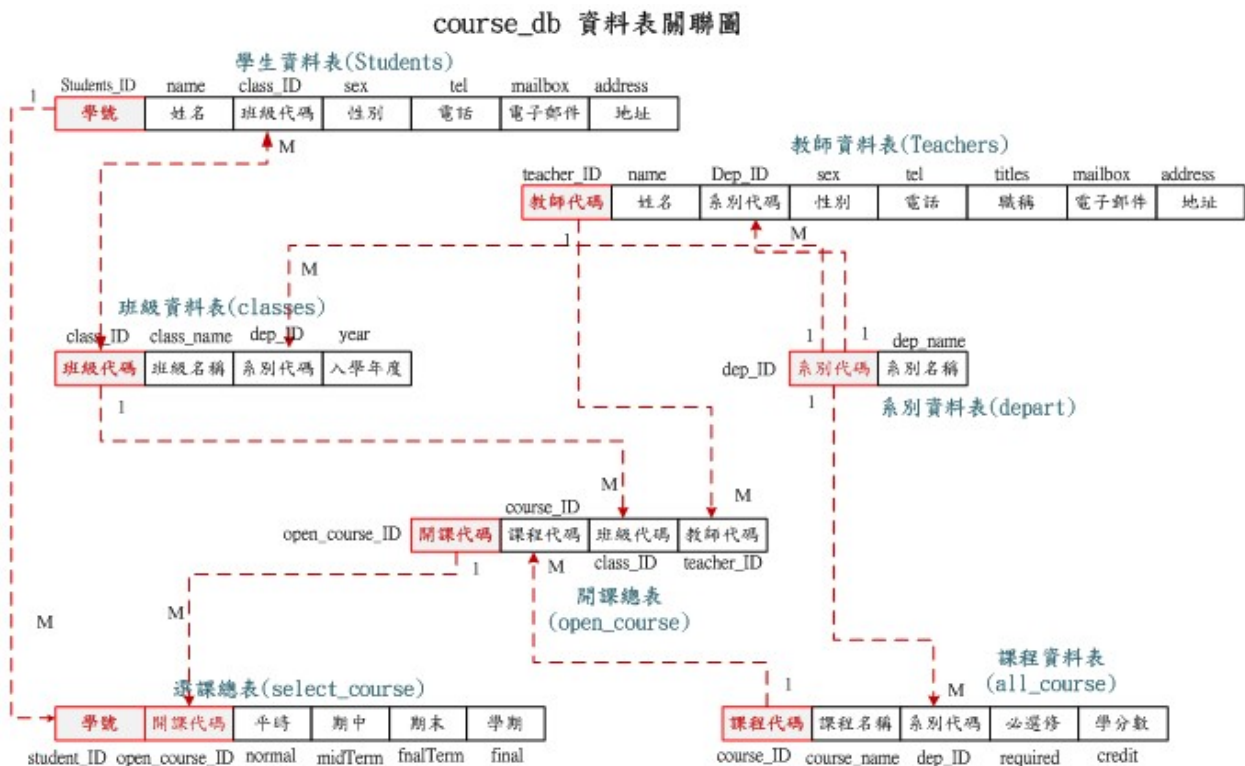 course_db 資料表關聯圖
學生資料表(Students)
Students_ID name class_ID sex tel mailbox address
1
學號 姓名 班級代碼 性別 電話 電子郵件 地址
M
教師資料表(Teachers)
teacher_ID name Dep_ID sex tel titles mailbox address
教師代碼 姓名 系別代碼 性別 電話 職稱 電子郵件 地址
1 M
M
班級資料表(classes)
class_ID class_name dep_ID year
1 1 dep_name
班級代碼 班級名稱 系別代碼 入學年度
dep_ID 系別代碼 系別名稱
1 1
系別資料表(depart)
M M
course_ID
open_course_ID 開課代碼 課程代碼 班級代碼 教師代碼
1 M class_ID teacher_ID
開課總表
(open_course)
M M
課程資料表
(all_course)
選課總表(select_course)
1 M
學號 開課代碼 平時 期中 期末 學期
student_ID open_course_ID normal midTerm fnalTerm final
課程代碼 課程名稱 系別代碼 必選修 學分數
course_ID course_name dep_ID required credit